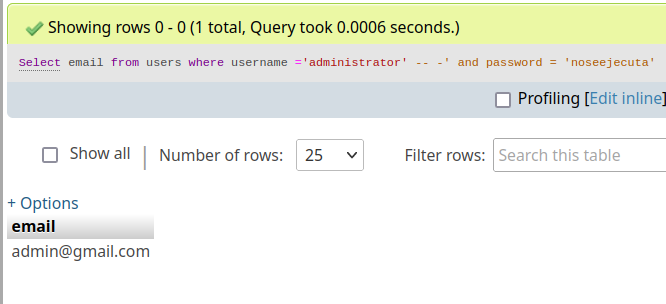 Showing rows 0 - 0 (1 total, Query took 0.0006 seconds.)
Select email from users where username ='administrator' -- -' and password = 'noseejecuta'
Profiling [Edit inline]
Show all | Number of rows: 25 Filter rows: Search this table
+ Options
email
admin@gmail.com